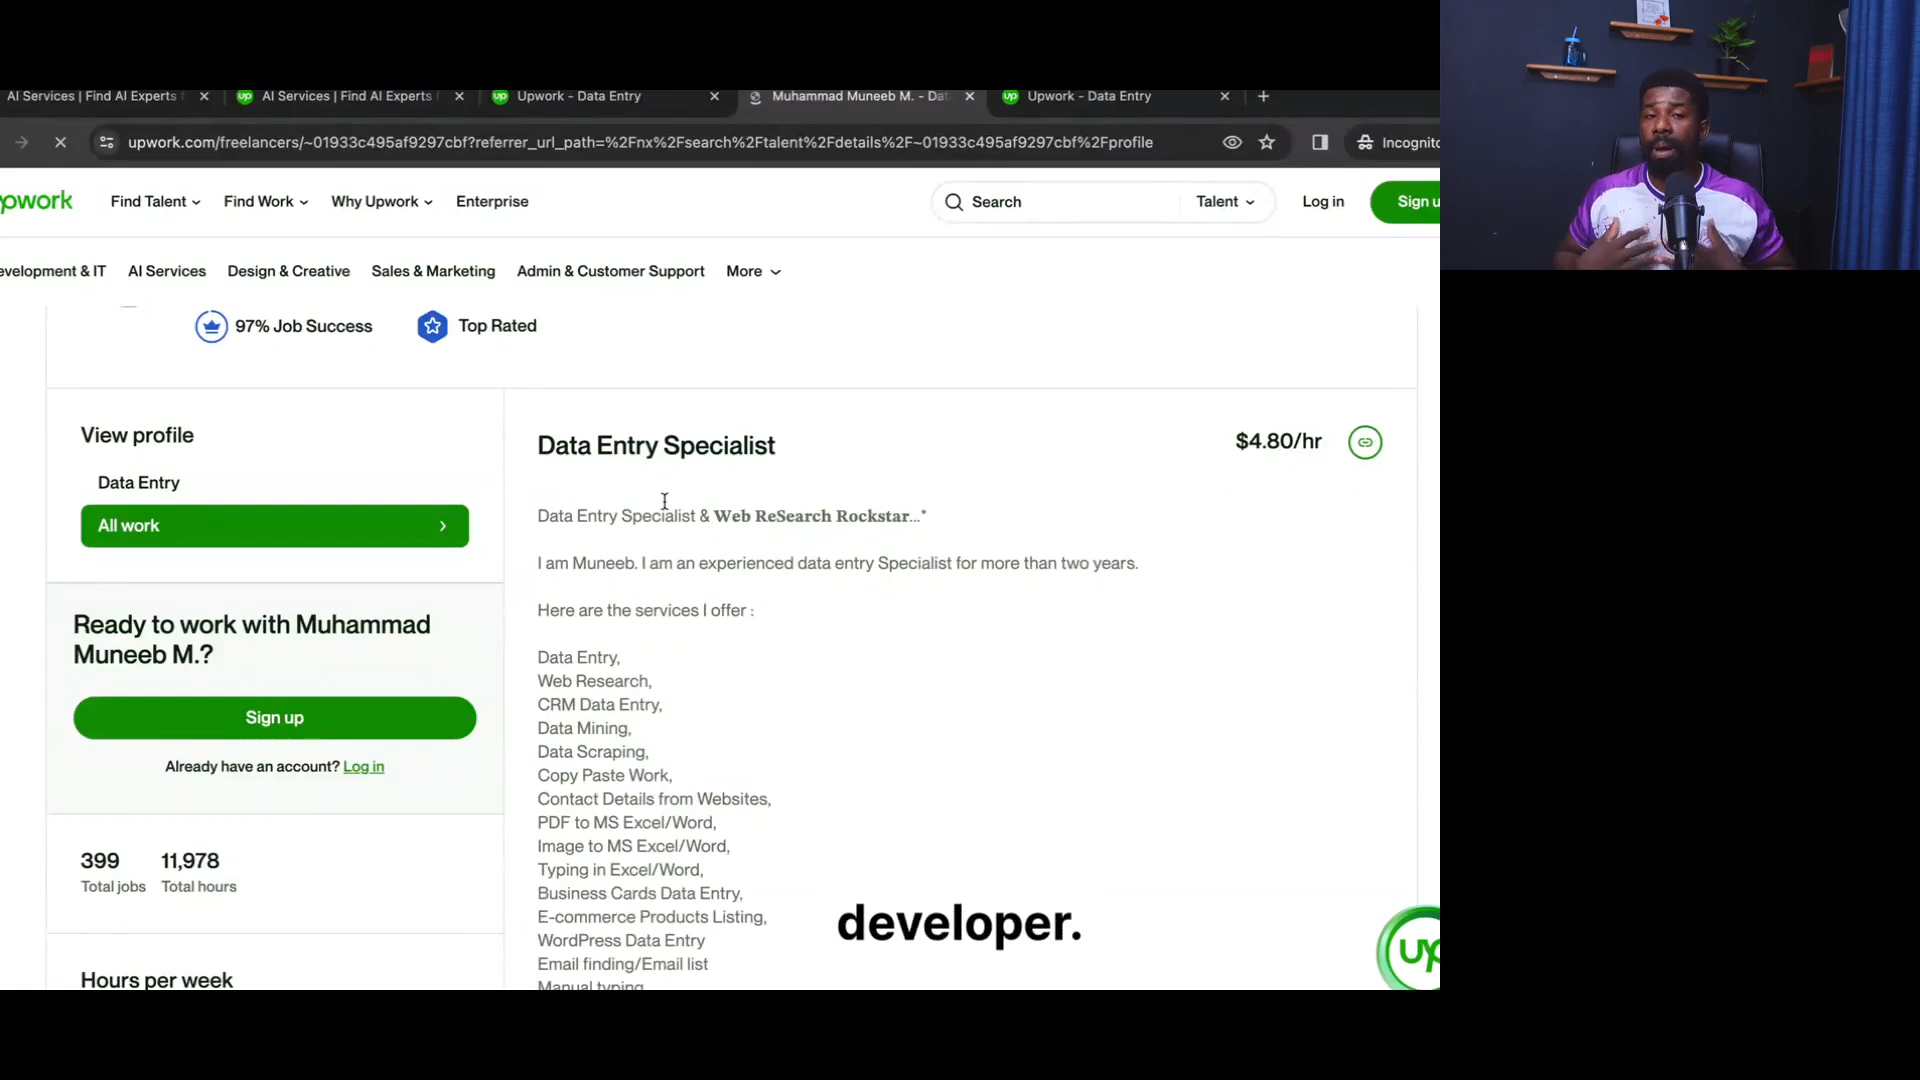 AI Services | Find AI Experts
AI Services | Find AI Experts
Upwork - Data Entry
Muhammad Muneeb M. - Dat
Upwork - Data Entry
upwork.com/freelancers/~01933c495af9297cbf?referrer_url_path=%2Fnx%2Fsearch%2Ftalent%2Fdetails%2F~01933c495af9297cbf%2Fprofile
Incognito
pwork
Find Talent
Find Work
Why Upwork
Enterprise
Search
Talent
Log in
Sign u
evelopment & IT
AI Services
Design & Creative
Sales & Marketing
Admin & Customer Support
More
97% Job Success
Top Rated
View profile
Data Entry
All work
Ready to work with Muhammad
Muneeb M.?
Sign up
Already have an account? Log in
399 11,978
Total jobs Total hours
Hours per week
Data Entry Specialist
$4.80/hr
Data Entry Specialist & Web ReSearch Rockstar...*
I am Muneeb. I am an experienced data entry Specialist for more than two years.
Here are the services I offer :
Data Entry,
Web Research,
CRM Data Entry,
Data Mining,
Data Scraping,
Copy Paste Work,
Contact Details from Websites,
PDF to MS Excel/Word,
Image to MS Excel/Word,
Typing in Excel/Word,
Business Cards Data Entry,
E-commerce Products Listing,
WordPress Data Entry
Email finding/Email list
Manual typing
developer.
up